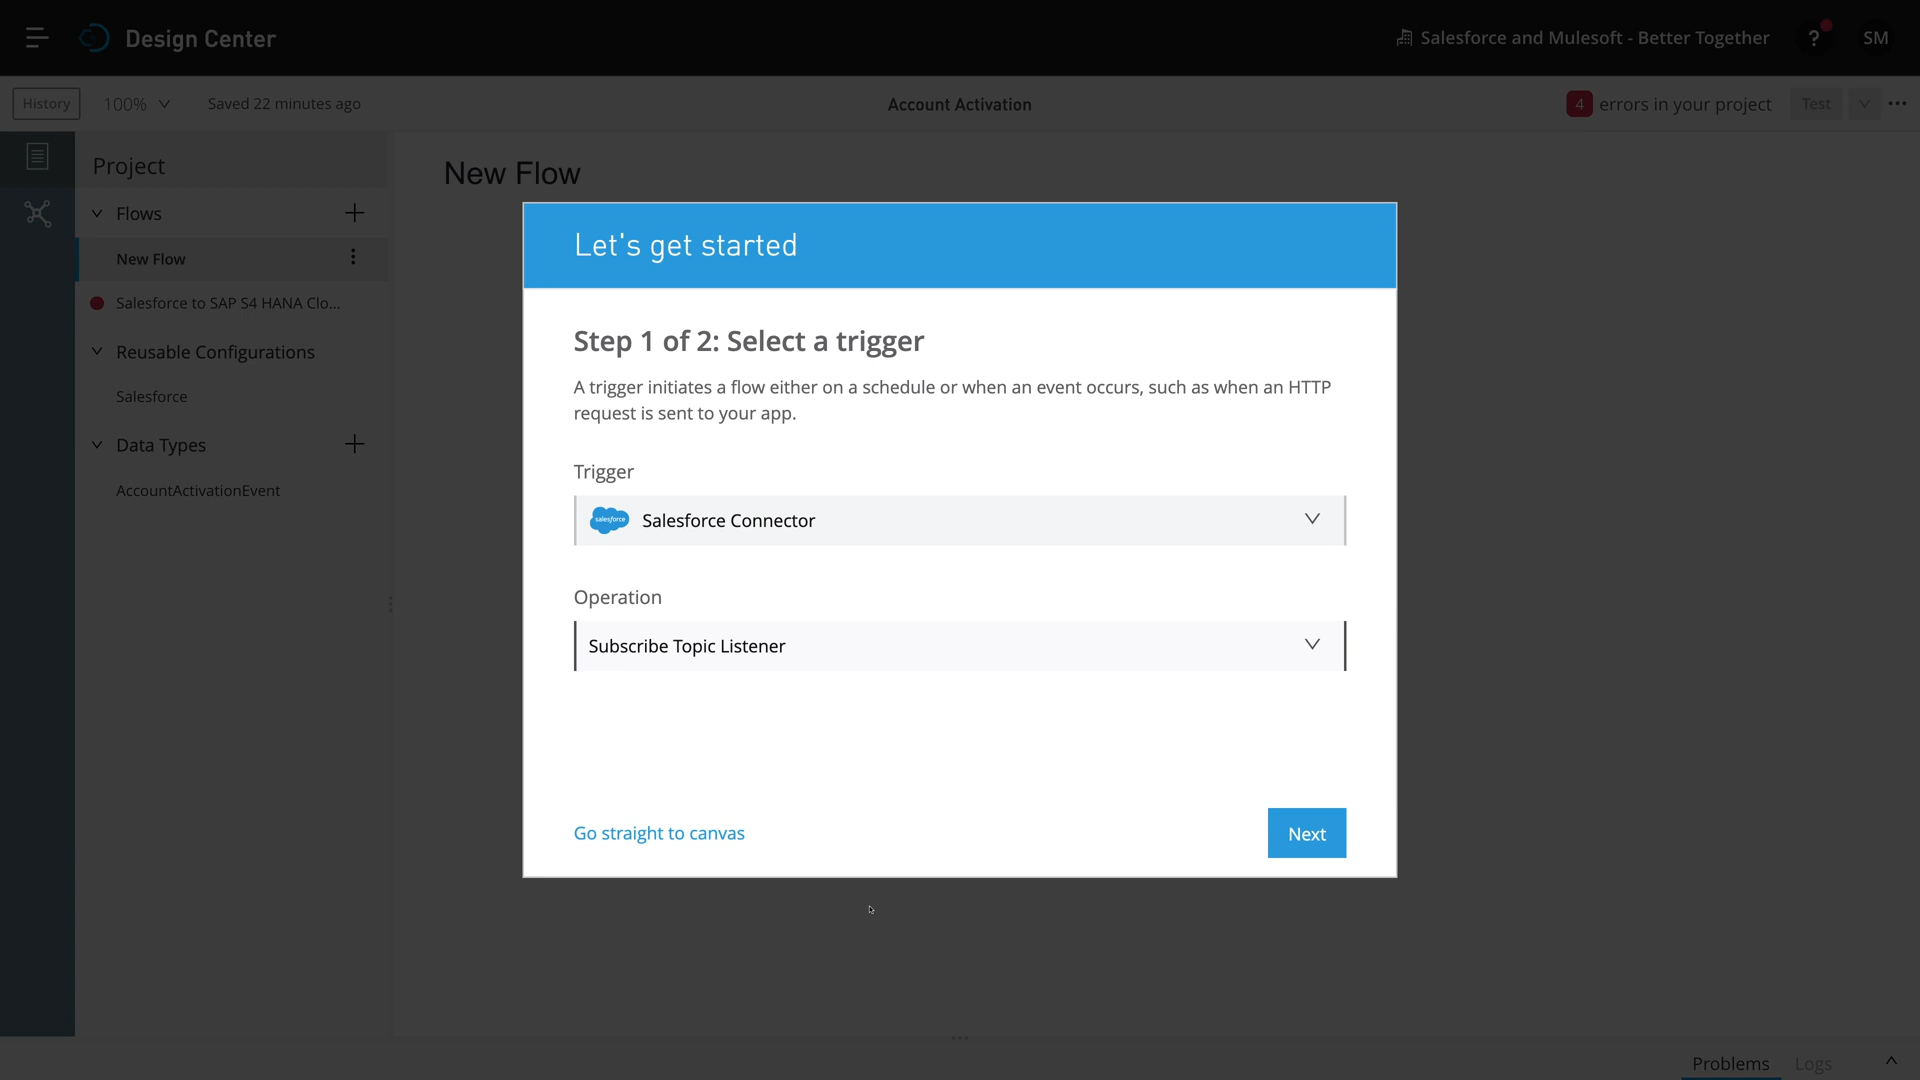 Design Center
Salesforce and Mulesoft - Better Together
?
SM
History
100%
Saved 22 minutes ago
Account Activation
4 errors in your project
Test
Project
Flows
New Flow
Salesforce to SAP S4 HANA Clo...
Reusable Configurations
Salesforce
Data Types
AccountActivationEvent
New Flow
Let's get started
Step 1 of 2: Select a trigger
A trigger initiates a flow either on a schedule or when an event occurs, such as when an HTTP
request is sent to your app.
Trigger
salesforce
Salesforce Connector
Operation
Subscribe Topic Listener
Go straight to canvas
Next
Problems
Logs